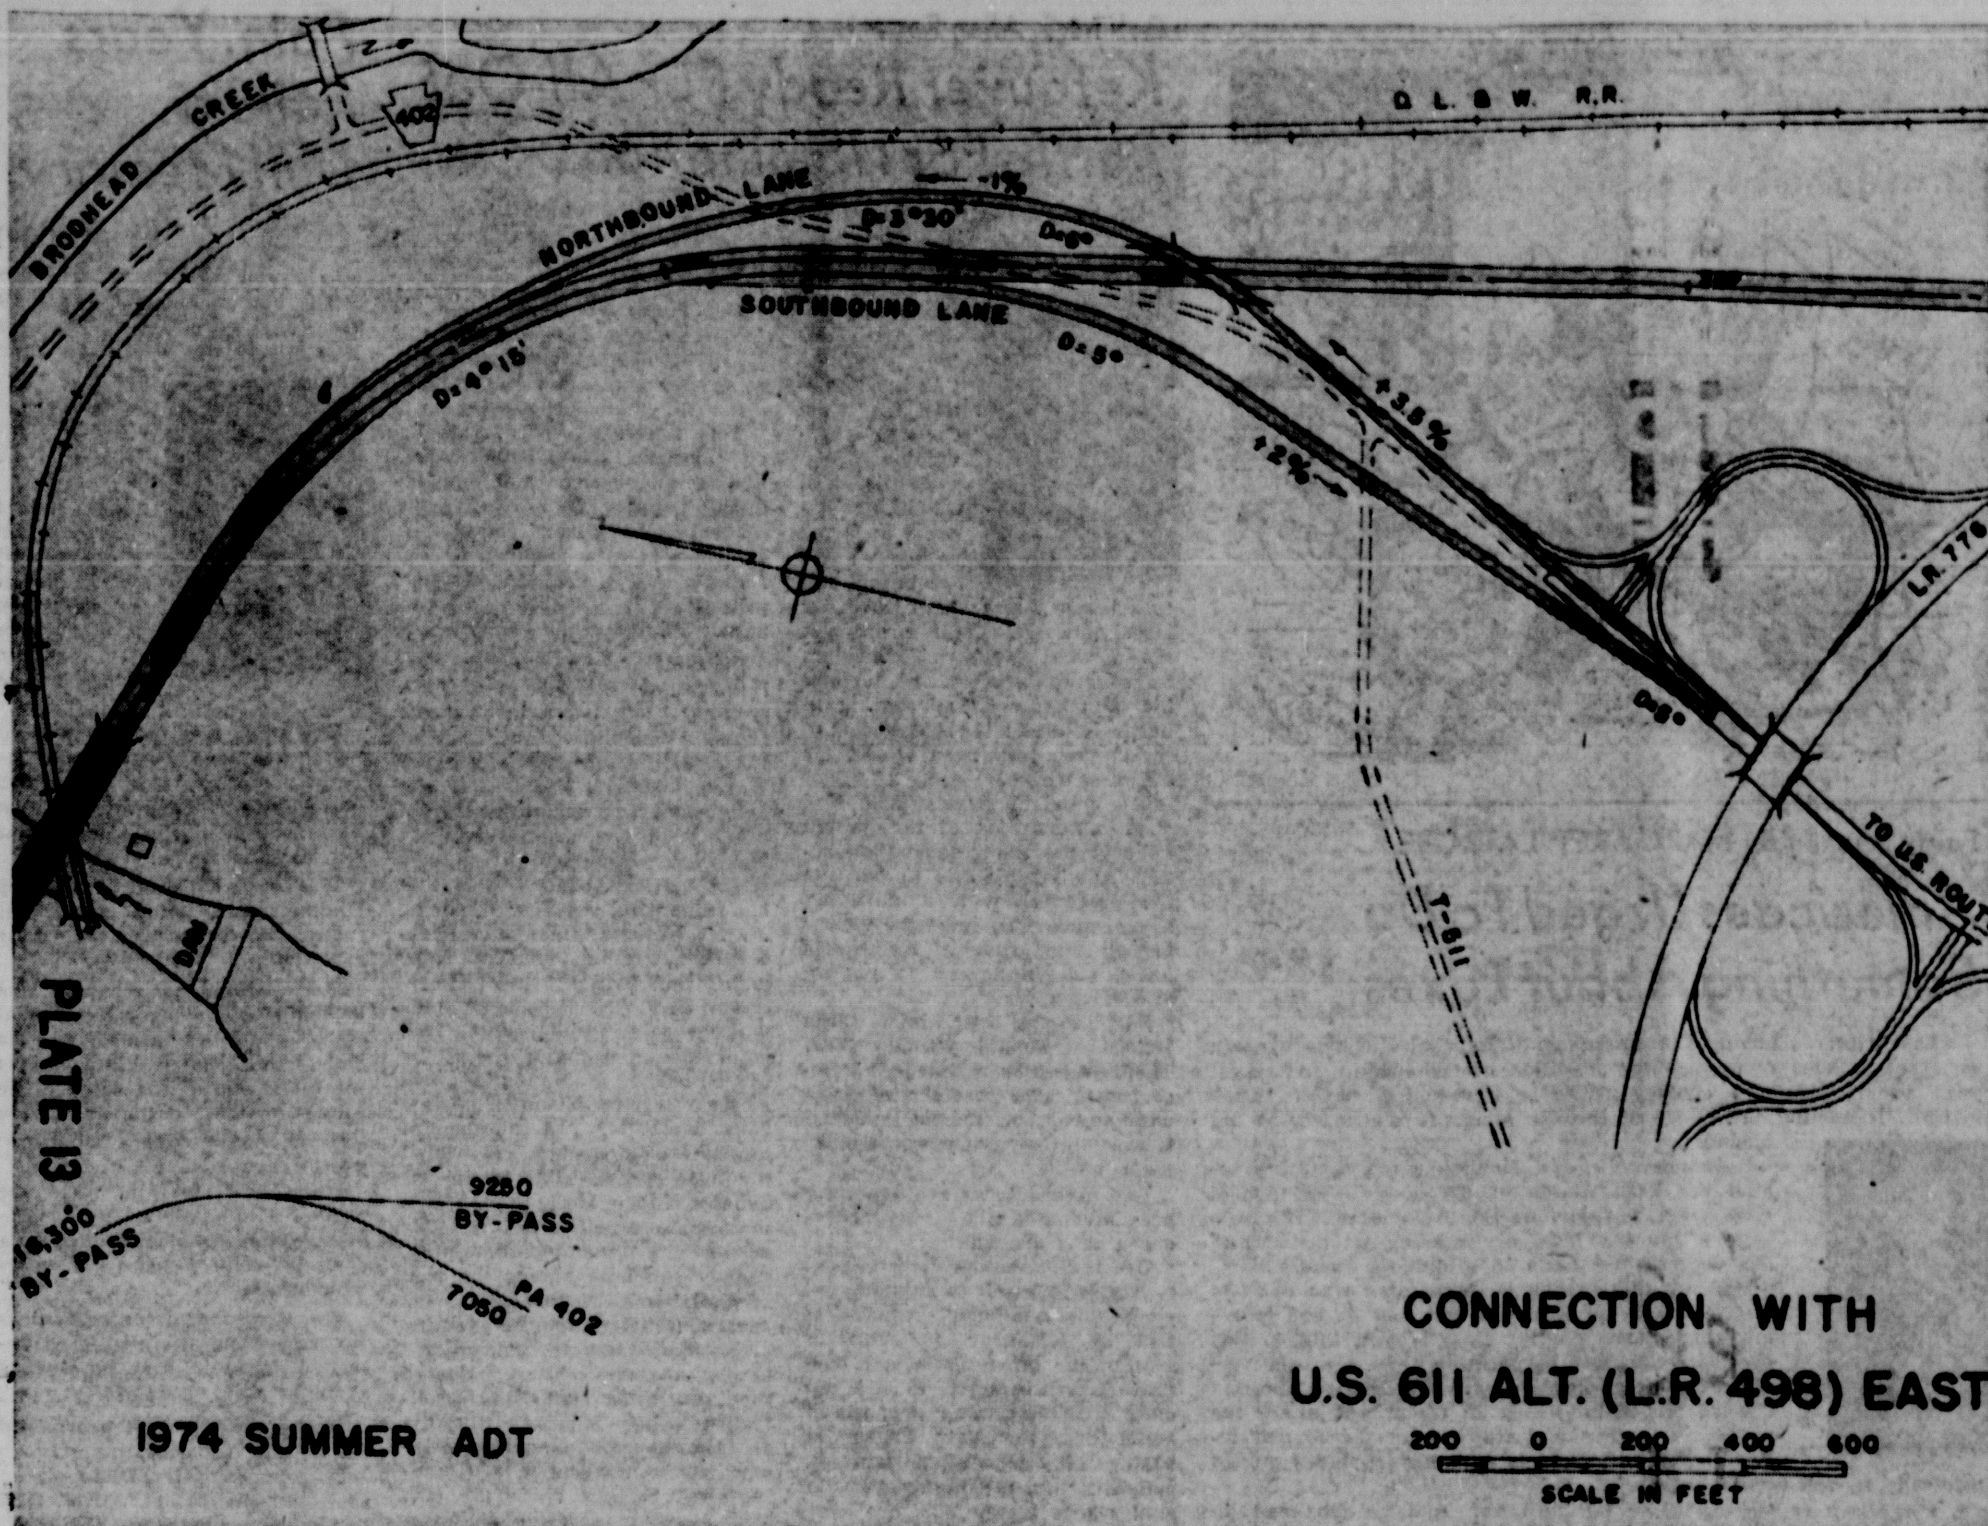 D. L. & W. R.R.
BRODHEAD CREEK
402
NORTHBOUND LANE
-1%
D=3°30'
D=6°
SOUTHBOUND LANE
D=5°
D=4°15'
+3.5%
+2%
L.R. 776
D=6°
TO U.S. ROUTE
T-611
DAM
PLATE 13
16,300
BY-PASS
9250
BY-PASS
7050
PA 402
1974 SUMMER ADT
CONNECTION WITH
U.S. 611 ALT. (L.R. 498) EAST
200 0 200 400 600
SCALE IN FEET